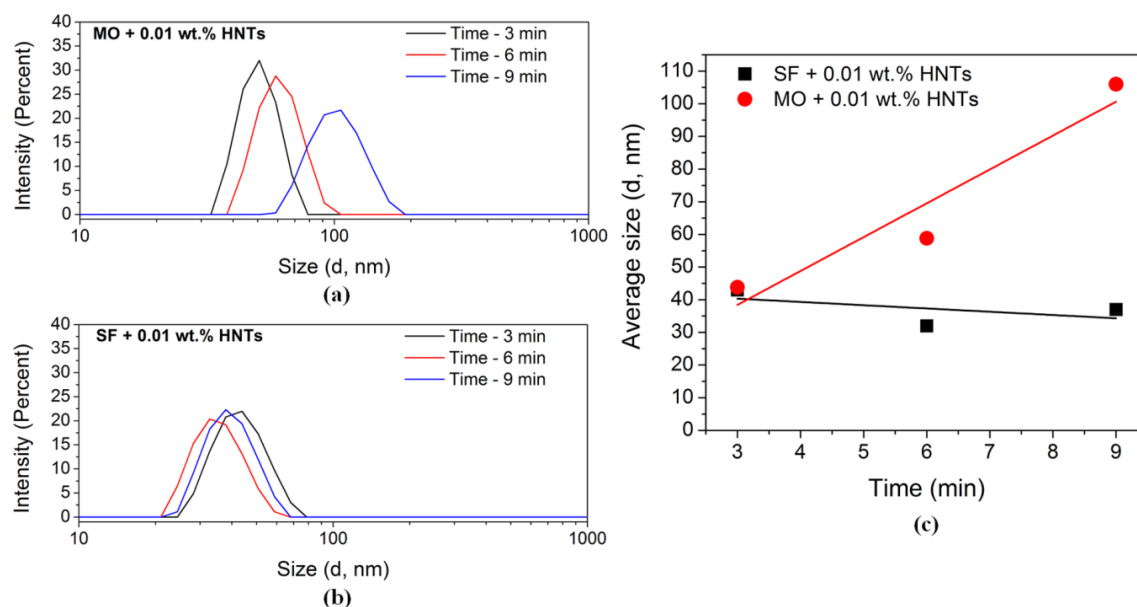 (a)
40
35
30
25
20
15
10
5
0
Intensity (Percent)
MO + 0.01 wt.% HNTs
Time - 3 min
Time - 6 min
Time - 9 min
10
100
1000
Size (d, nm)
(a)
40
35
30
25
20
15
10
5
0
Intensity (Percent)
SF + 0.01 wt.% HNTs
Time - 3 min
Time - 6 min
Time - 9 min
10
100
1000
Size (d, nm)
(b)
SF + 0.01 wt.% HNTs
MO + 0.01 wt.% HNTs
110
100
90
80
70
60
50
40
30
20
10
0
Average size (d, nm)
3
4
5
6
7
8
9
Time (min)
(c)